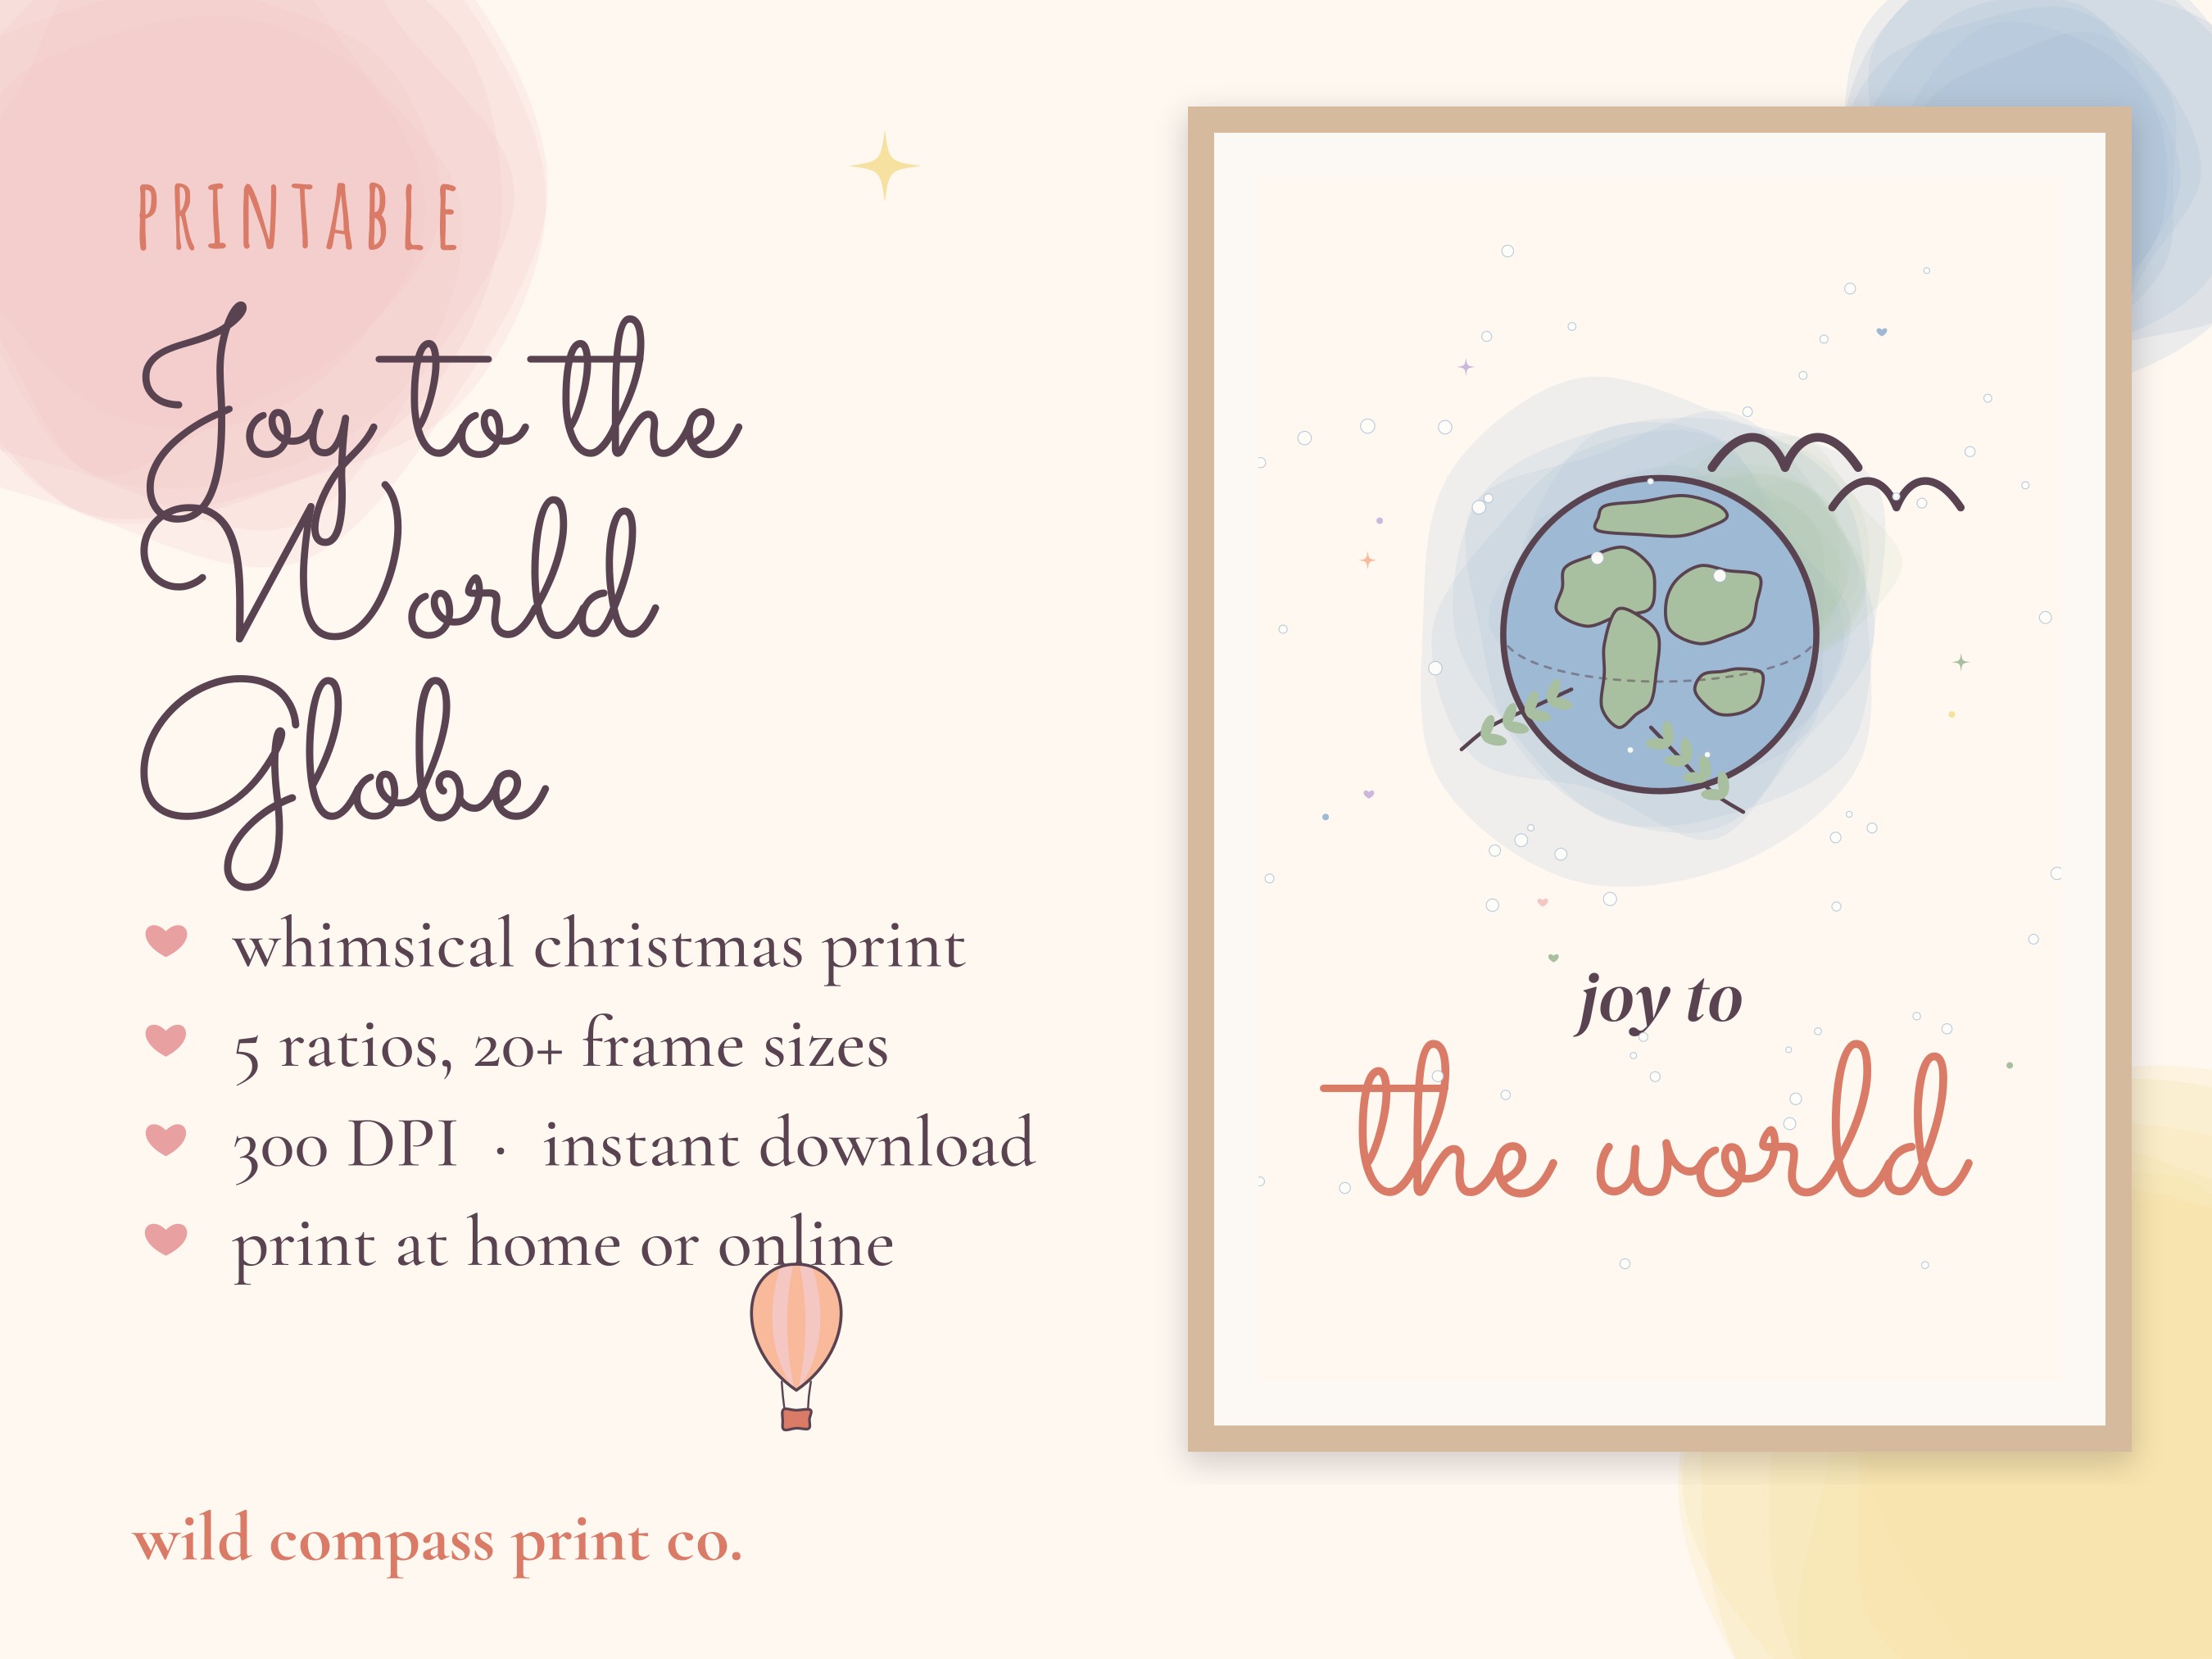 PRINTABLE
Joy to the
World
Globe
whimsical christmas print
5 ratios, 20+ frame sizes
300 DPI · instant download
print at home or online
wild compass print co.
joy to
the world